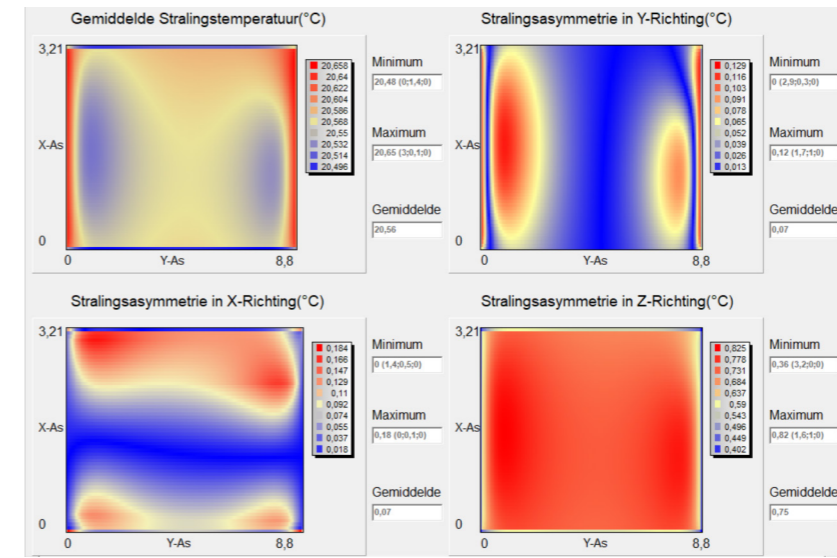 Gemiddelde Stralingstemperatuur(°C)
3,21
X-As
0
0
Y-As
8,8
20,658
20,64
20,622
20,604
20,586
20,568
20,55
20,532
20,514
20,496
Minimum
20,48 (0;1,4;0)
Maximum
20,65 (3;0,1;0)
Gemiddelde
20,56
Stralingsasymmetrie in Y-Richting(°C)
3,21
X-As
0
0
Y-As
8,8
0,129
0,116
0,103
0,091
0,078
0,065
0,052
0,039
0,026
0,013
Minimum
0 (2,9;0,3;0)
Maximum
0,12 (1,7;1;0)
Gemiddelde
0,07
Stralingsasymmetrie in X-Richting(°C)
3,21
X-As
0
0
Y-As
8,8
0,184
0,166
0,147
0,129
0,11
0,092
0,074
0,055
0,037
0,018
Minimum
0 (1,4;0,5;0)
Maximum
0,18 (0;0,1;0)
Gemiddelde
0,07
Stralingsasymmetrie in Z-Richting(°C)
3,21
X-As
0
0
Y-As
8,8
0,825
0,778
0,731
0,684
0,637
0,59
0,543
0,496
0,449
0,402
Minimum
0,36 (3,2;0;0)
Maximum
0,82 (1,6;1;0)
Gemiddelde
0,75